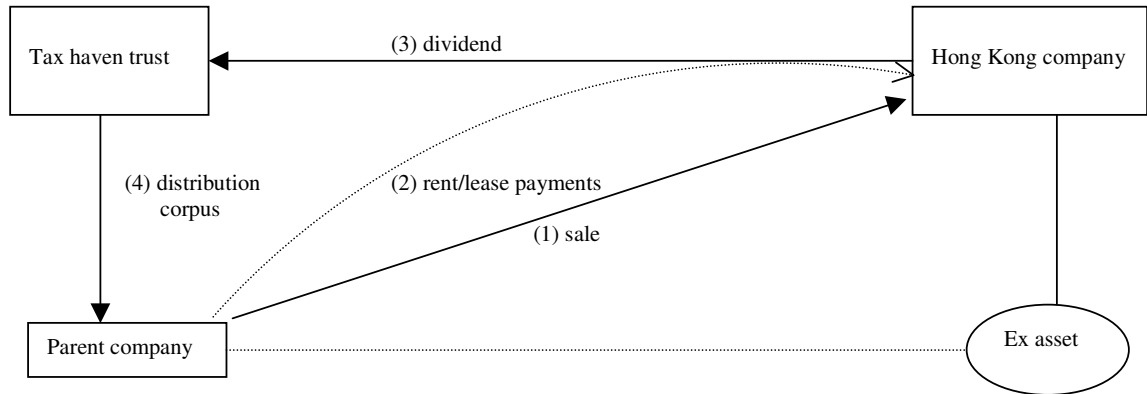 (3) dividend
Tax haven trust
Hong Kong company
(4) distribution
corpus
(2) rent/lease payments
(1) sale
Parent company
Ex asset